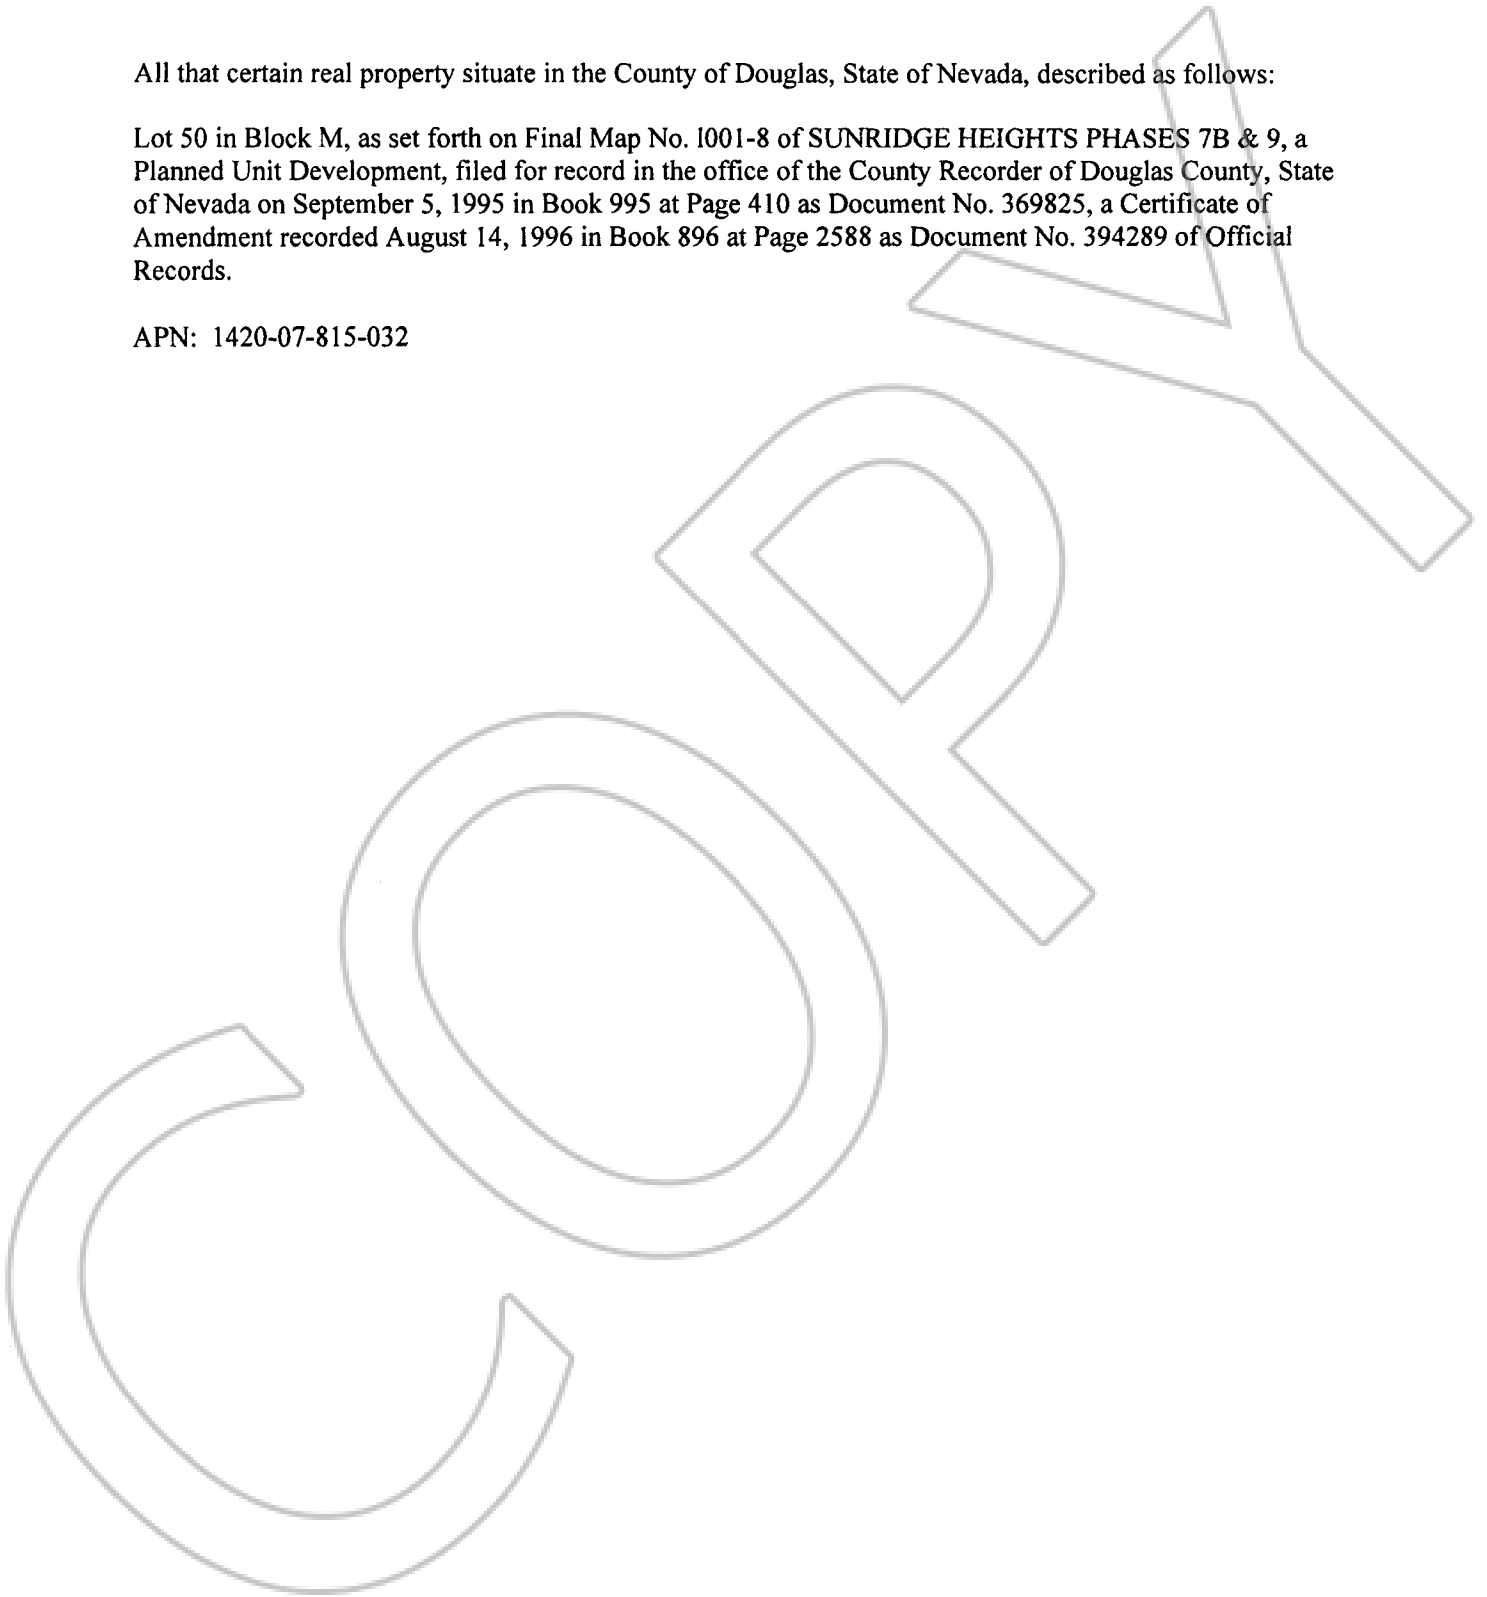 All that certain real property situate in the County of Douglas, State of Nevada, described as follows:
Lot 50 in Block M, as set forth on Final Map No. l001-8 of SUNRIDGE HEIGHTS PHASES 7B & 9, a
Planned Unit Development, filed for record in the office of the County Recorder of Douglas County, State
of Nevada on September 5, 1995 in Book 995 at Page 410 as Document No. 369825, a Certificate of
Amendment recorded August 14, 1996 in Book 896 at Page 2588 as Document No. 394289 of Official
Records.
APN: 1420-07-815-032
COPY